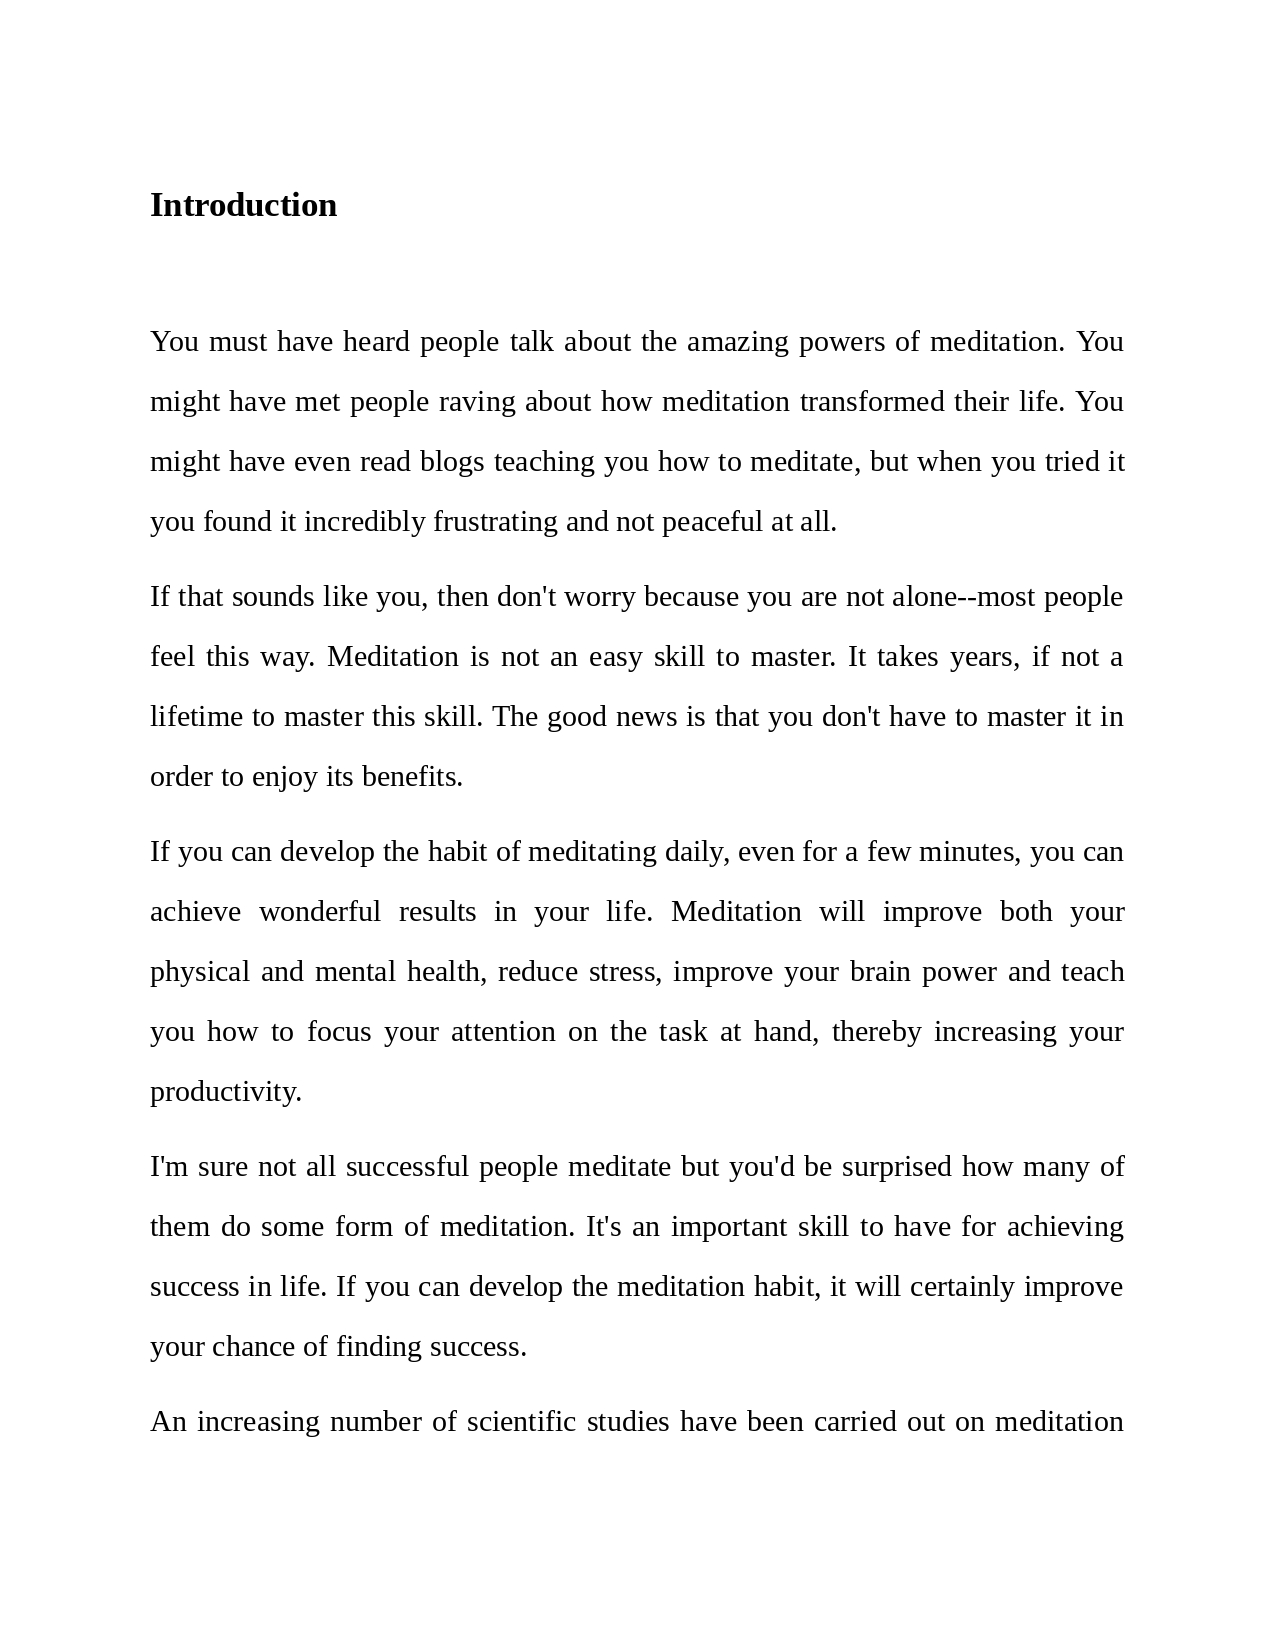 Introduction
You must have heard people talk about the amazing powers of meditation. You
might have met people raving about how meditation transformed their life. You
might have even read blogs teaching you how to meditate, but when you tried it
you found it incredibly frustrating and not peaceful at all.
If that sounds like you, then don't worry because you are not alone--most people
feel this way. Meditation is not an easy skill to master. It takes years, if not a
lifetime to master this skill. The good news is that you don't have to master it in
order to enjoy its benefits.
If you can develop the habit of meditating daily, even for a few minutes, you can
achieve wonderful results in your life. Meditation will improve both your
physical and mental health, reduce stress, improve your brain power and teach
you how to focus your attention on the task at hand, thereby increasing your
productivity.
I'm sure not all successful people meditate but you'd be surprised how many of
them do some form of meditation. It's an important skill to have for achieving
success in life. If you can develop the meditation habit, it will certainly improve
your chance of finding success.
An increasing number of scientific studies have been carried out on meditation